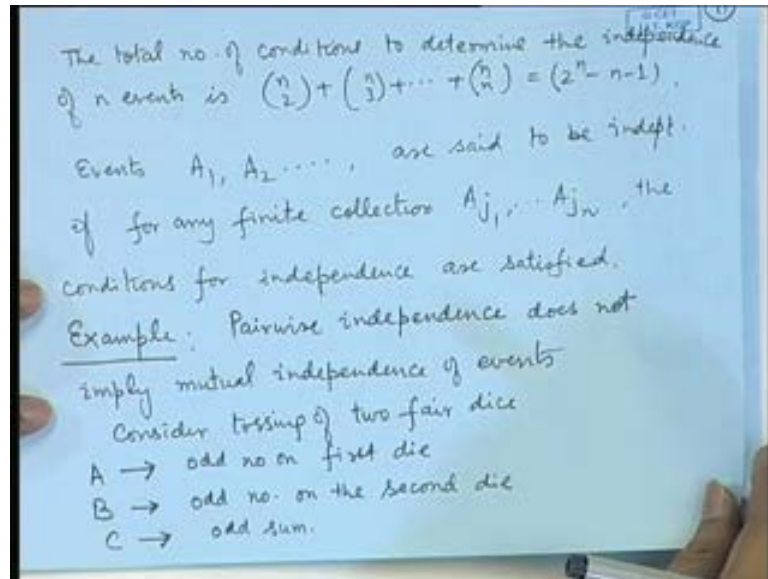 The total no. of conditions to determine the independence
of n events is (n 2) + (n 3) + ··· + (n n) = (2^n - n - 1).
Events A1, A2 ····, are said to be indept.
if for any finite collection Aj1, ·· Ajn, the
conditions for independence are satisfied.
Example: Pairwise independence does not
imply mutual independence of events
Consider tossing of two fair dice
A → odd no on first die
B → odd no. on the second die
C → odd sum.